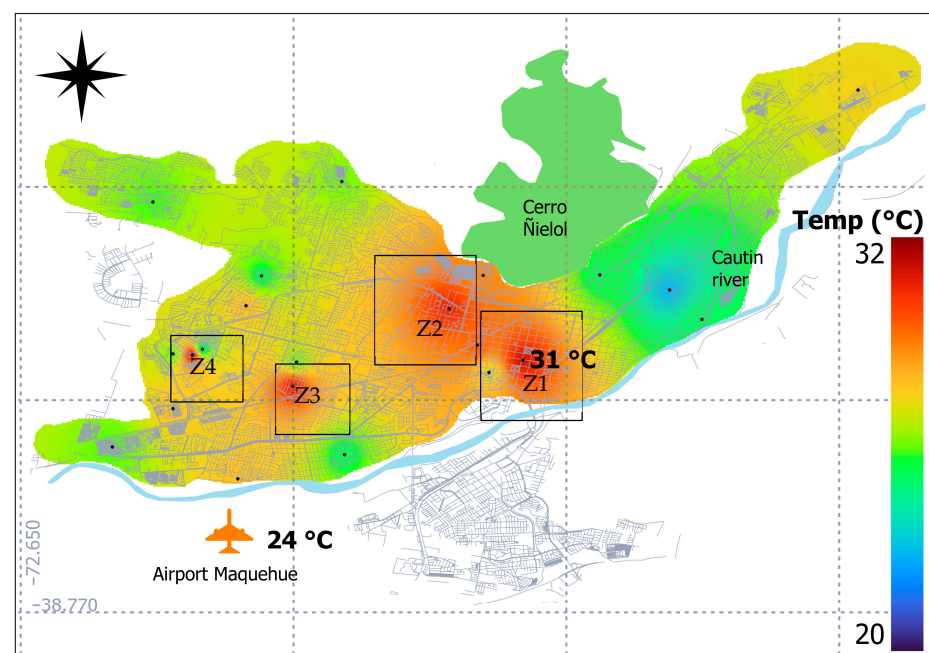 Cerro
Ñielol
Temp (°C)
32
Cautin
river
Z2
31 °C
Z4
Z1
Z3
24 °C
Airport Maquehue
−72.650
−38.770
20